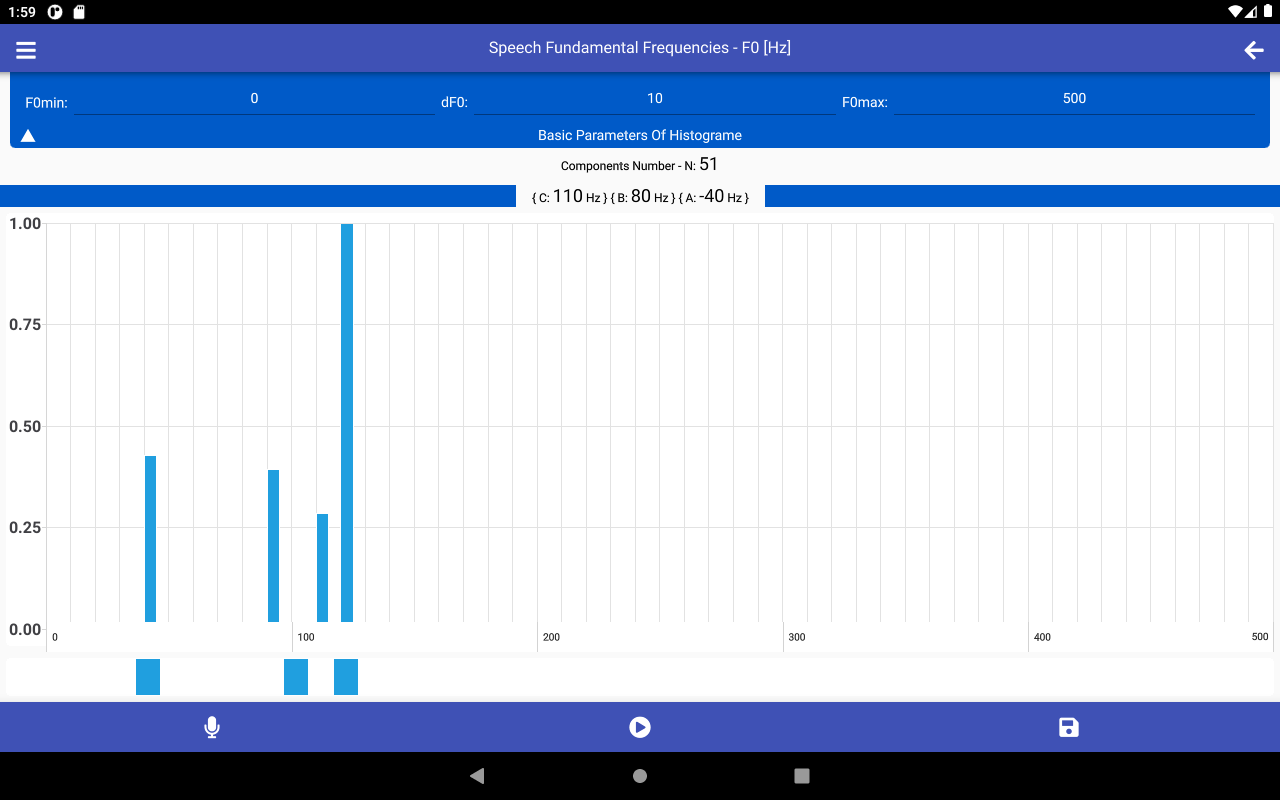 1:59
Speech Fundamental Frequencies - F0 [Hz]
F0min: 0 dF0: 10 F0max: 500
Basic Parameters Of Histograme
Components Number - N: 51
{ C: 110 Hz } { B: 80 Hz } { A: -40 Hz }
1.00
0.75
0.50
0.25
0.00
0 100 200 300 400 500